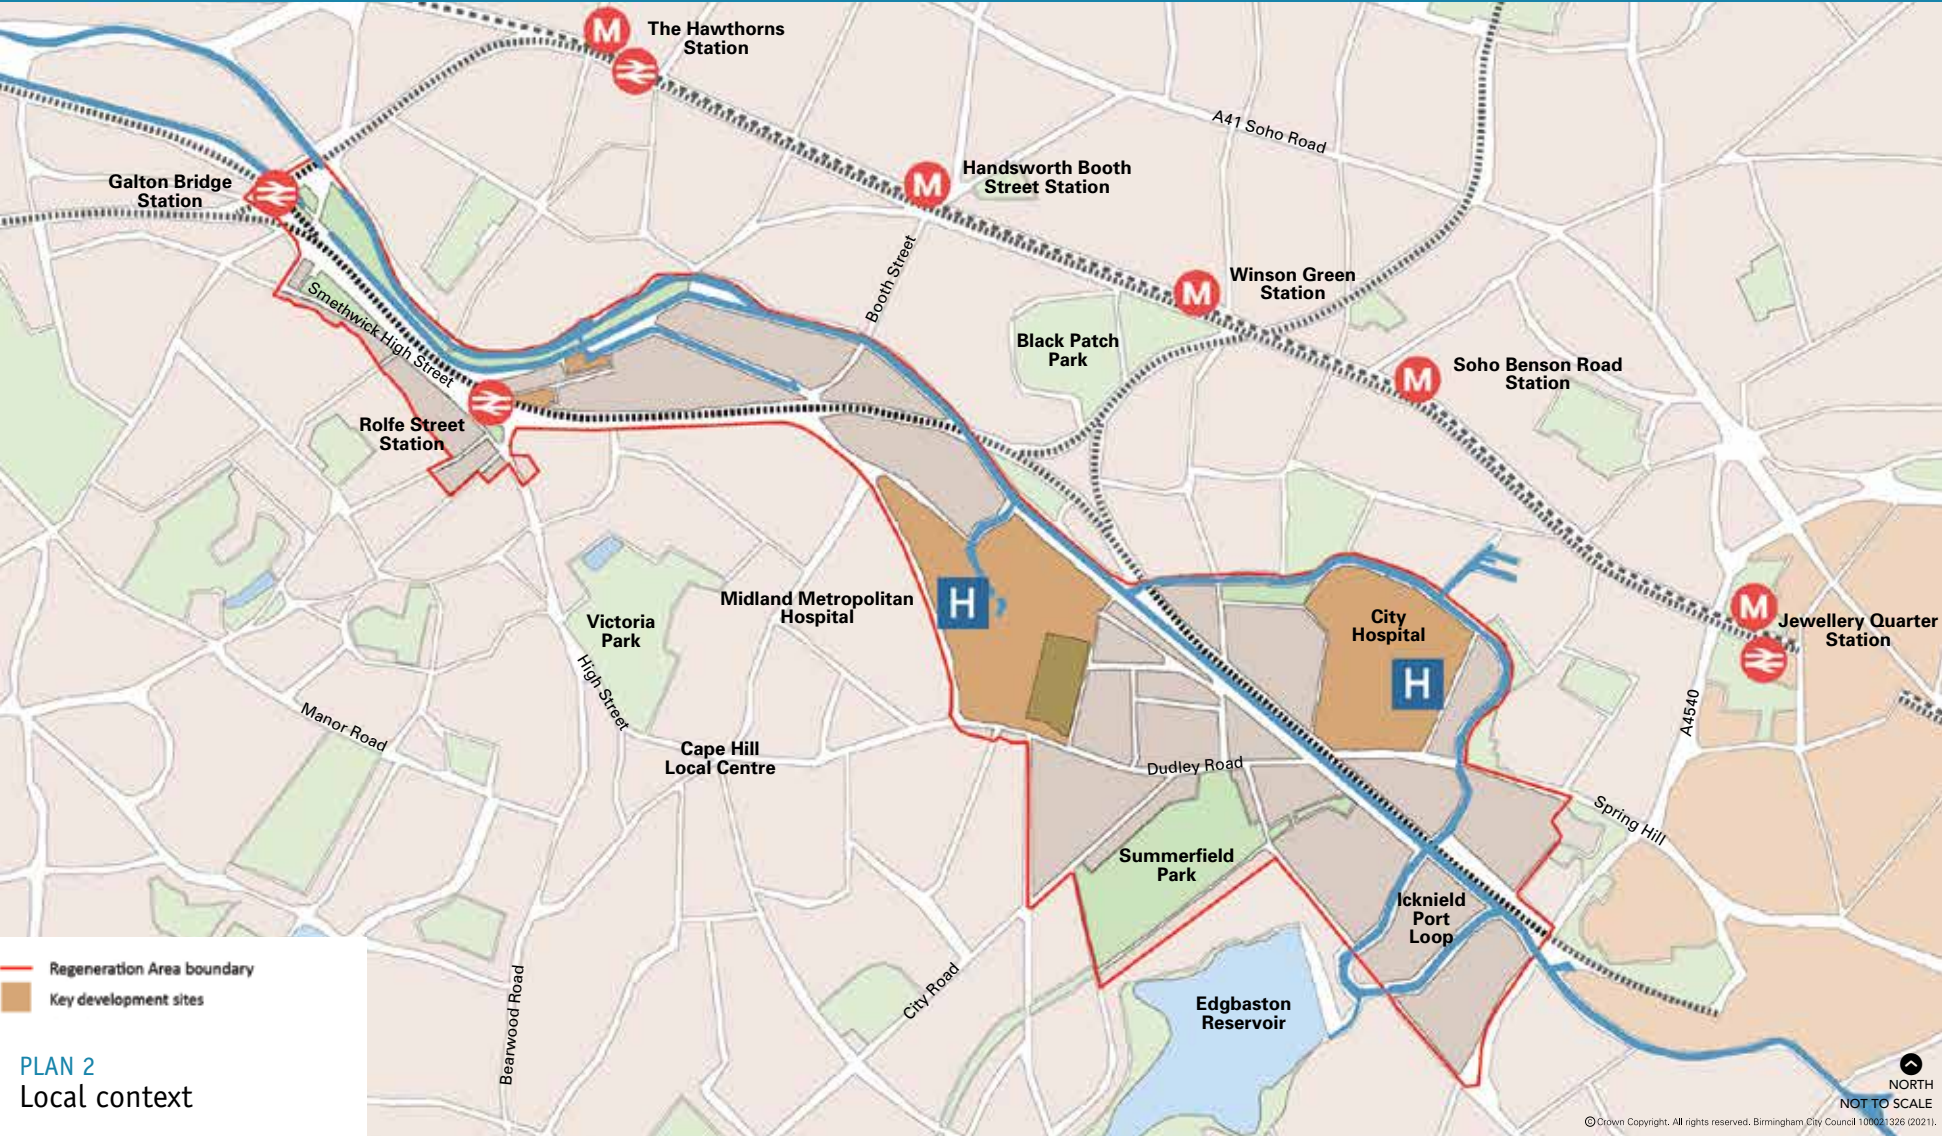 M
The Hawthorns
Station
A41 Soho Road
M
Handsworth Booth
Street Station
Galton Bridge
Station
Booth Street
M
Winson Green
Station
Smethwick High Street
Black Patch
Park
M
Soho Benson Road
Station
Rolfe Street
Station
H
Midland Metropolitan
Hospital
Victoria
Park
City
Hospital
H
M
Jewellery Quarter
Station
High Street
A4540
Manor Road
Cape Hill
Local Centre
Dudley Road
Spring Hill
Summerfield
Park
Icknield
Port
Loop
City Road
Bearwood Road
Edgbaston
Reservoir
Regeneration Area boundary
Key development sites
PLAN 2
Local context
NORTH
NOT TO SCALE
© Crown Copyright. All rights reserved. Birmingham City Council 100021326 (2021).